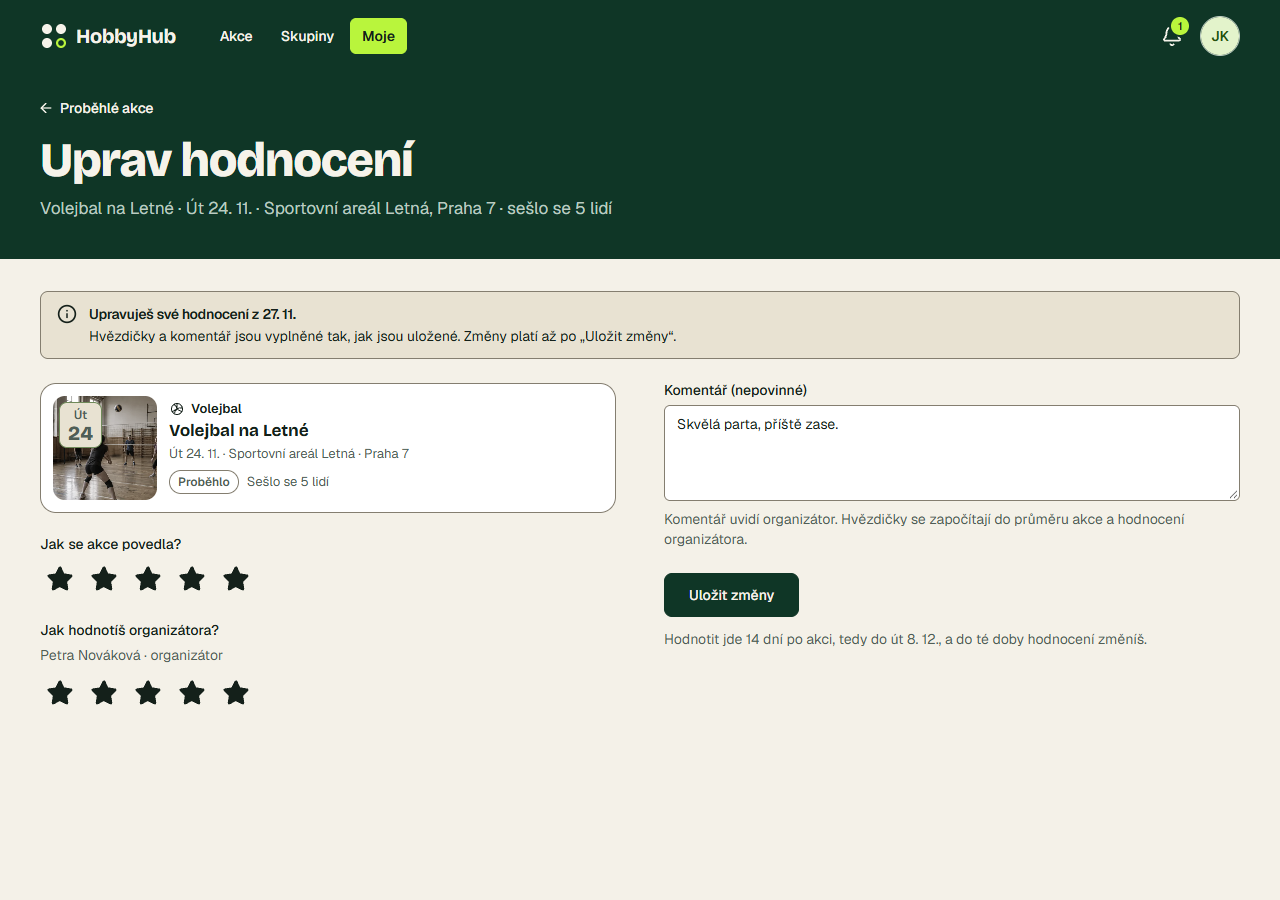 HobbyHub
Akce
Skupiny
Moje
1
JK
Proběhlé akce
Uprav hodnocení
Volejbal na Letné · Út 24. 11. · Sportovní areál Letná, Praha 7 · sešlo se 5 lidí
Upravuješ své hodnocení z 27. 11.
Hvězdičky a komentář jsou vyplněné tak, jak jsou uložené. Změny platí až po „Uložit změny“.
Út
24
Volejbal
Volejbal na Letné
Út 24. 11. · Sportovní areál Letná · Praha 7
Proběhlo
Sešlo se 5 lidí
Jak se akce povedla?
Jak hodnotíš organizátora?
Petra Nováková · organizátor
Komentář (nepovinné)
Skvělá parta, příště zase.
Komentář uvidí organizátor. Hvězdičky se započítají do průměru akce a hodnocení
organizátora.
Uložit změny
Hodnotit jde 14 dní po akci, tedy do út 8. 12., a do té doby hodnocení změníš.